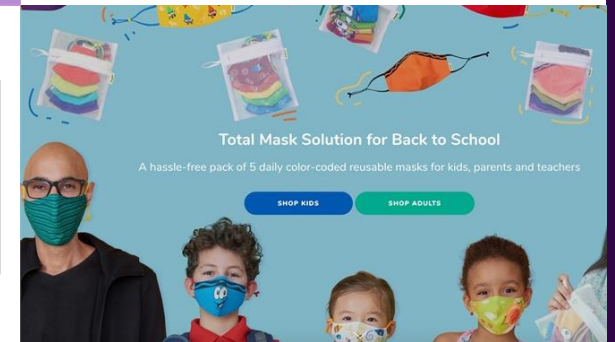 Total Mask Solution for Back to School
A hassle-free pack of 5 daily color-coded reusable masks for kids, parents and teachers
SHOP KIDS
SHOP ADULTS